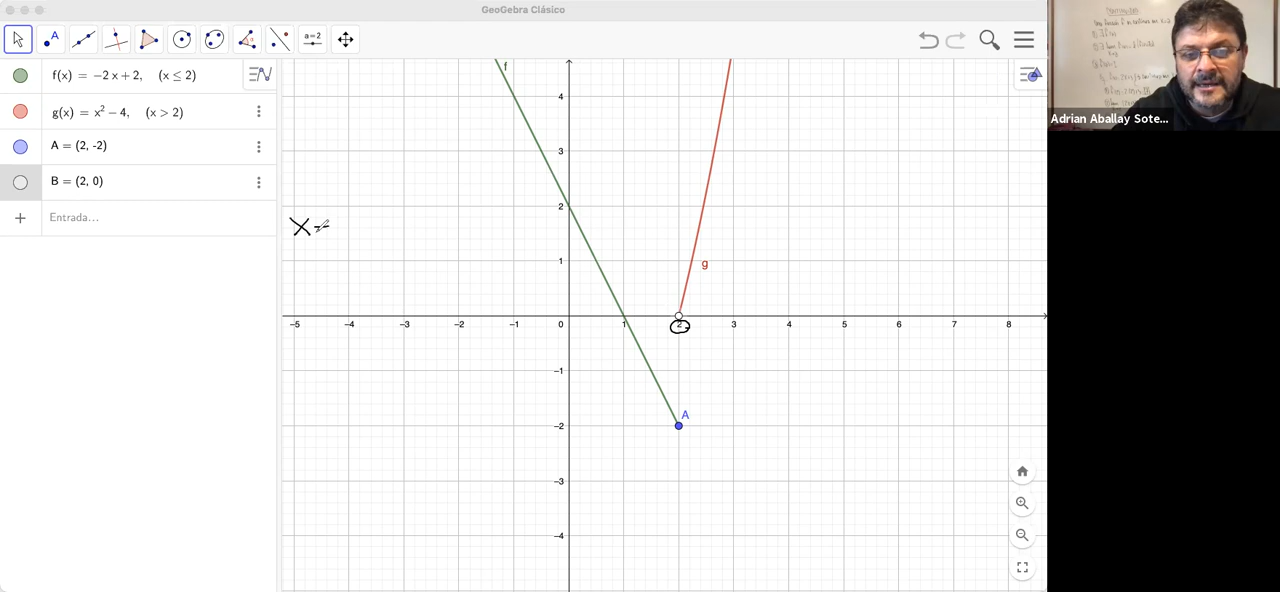 GeoGebra Clásico
A
α
a=2
f(x) = −2 x + 2, (x ≤ 2)
g(x) = x² − 4, (x > 2)
A = (2, -2)
B = (2, 0)
Entrada…
f
g
A
4
3
2
1
−1
−2
−3
−4
−5 −4 −3 −2 −1 0 1 2 3 4 5 6 7 8
X
Adrian Aballay Sote...